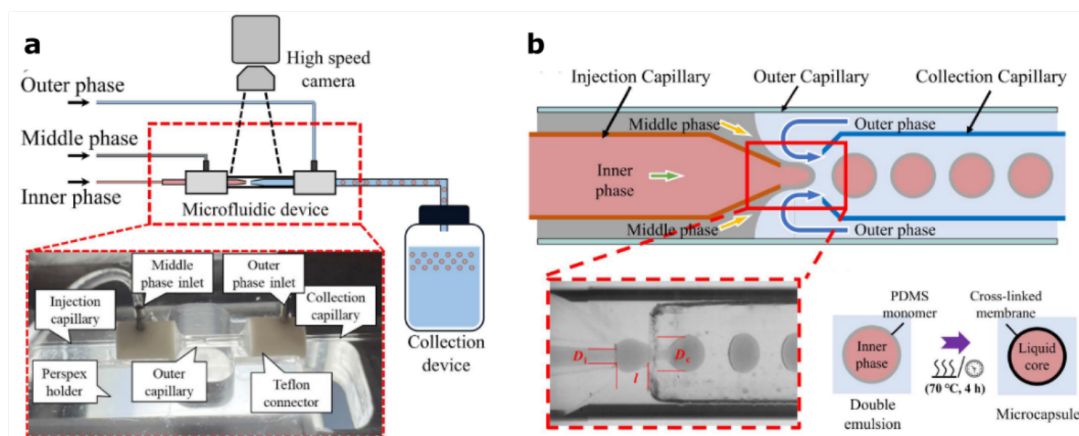 a
High speed
camera
Outer phase
Middle phase
Inner phase
Microfluidic device
Middle
phase inlet
Outer
phase inlet
Injection
capillary
Collection
capillary
Perspex
holder
Outer
capillary
Teflon
connector
Collection
device
b
Injection Capillary
Outer Capillary
Collection Capillary
Middle phase
Outer phase
Inner
phase
Middle phase
Outer phase
Di
Dc
l
PDMS
monomer
Cross-linked
membrane
Inner
phase
Liquid
core
(70 °C, 4 h)
Double
emulsion
Microcapsule